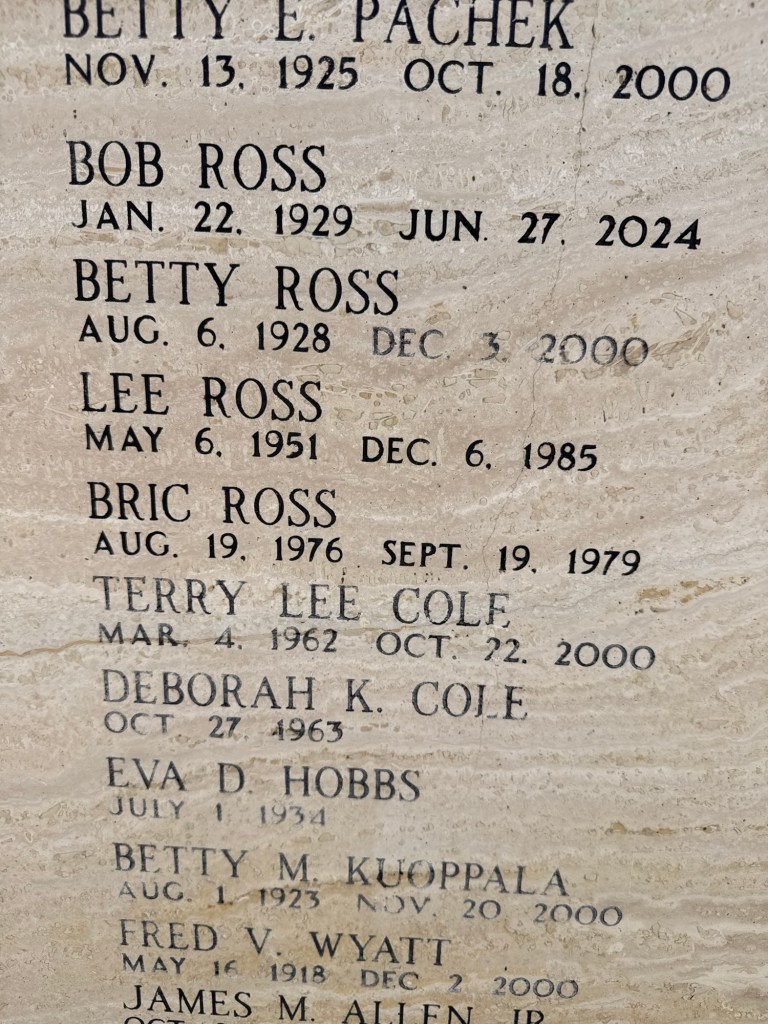 BETTY E. PACHEK
NOV. 13, 1925 OCT. 18, 2000
BOB ROSS
JAN. 22, 1929 JUN. 27, 2024
BETTY ROSS
AUG. 6, 1928 DEC. 3, 2000
LEE ROSS
MAY 6, 1951 DEC. 6, 1985
BRIC ROSS
AUG. 19, 1976 SEPT. 19, 1979
TERRY LEE COLE
MAR. 4, 1962 OCT. 22, 2000
DEBORAH K. COLE
OCT 27, 1963
EVA D. HOBBS
JULY 1 1934
BETTY M. KUOPPALA
AUG. 1, 1923 NOV. 20 2000
FRED V. WYATT
MAY 16 1918 DEC 2 2000
JAMES M. ALLEN JR